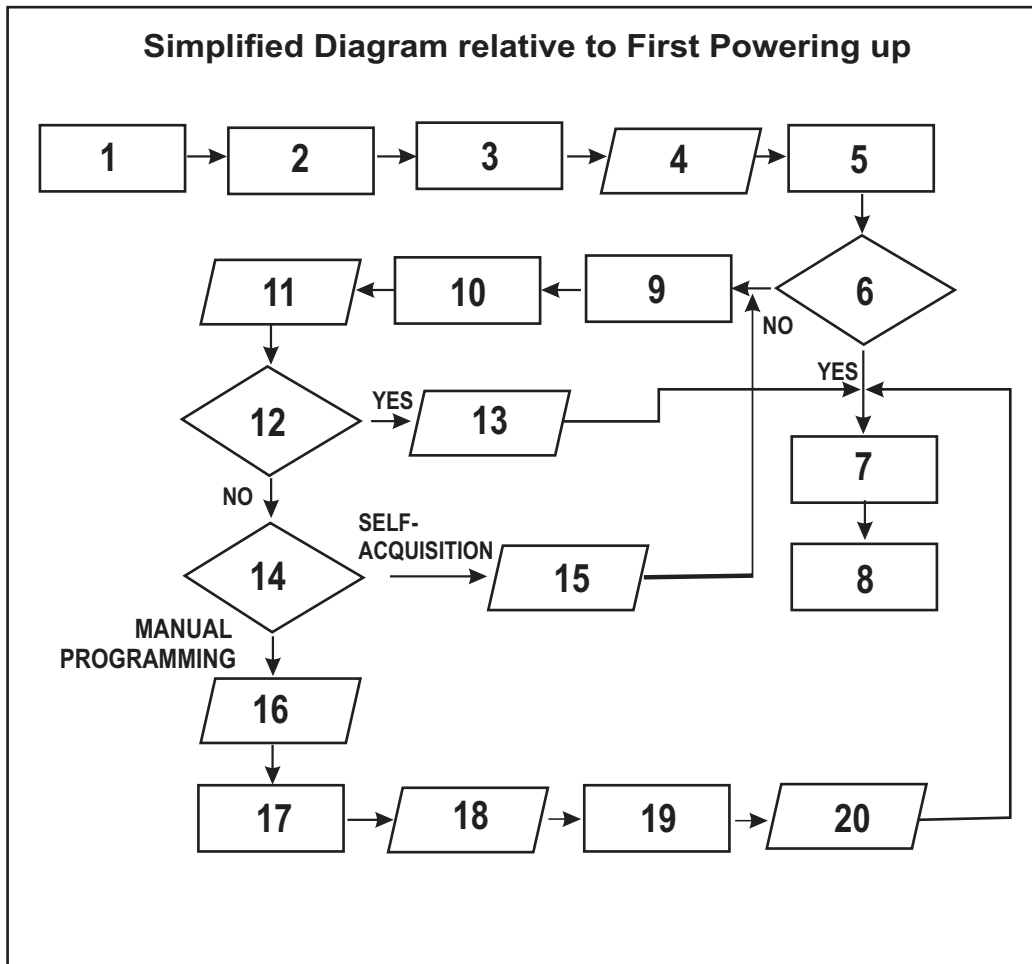 Simplified Diagram relative to First Powering up
1
2
3
4
5
11
10
9
6
NO
YES
12
YES
13
7
NO
SELF-
ACQUISITION
14
15
8
MANUAL
PROGRAMMING
16
17
18
19
20